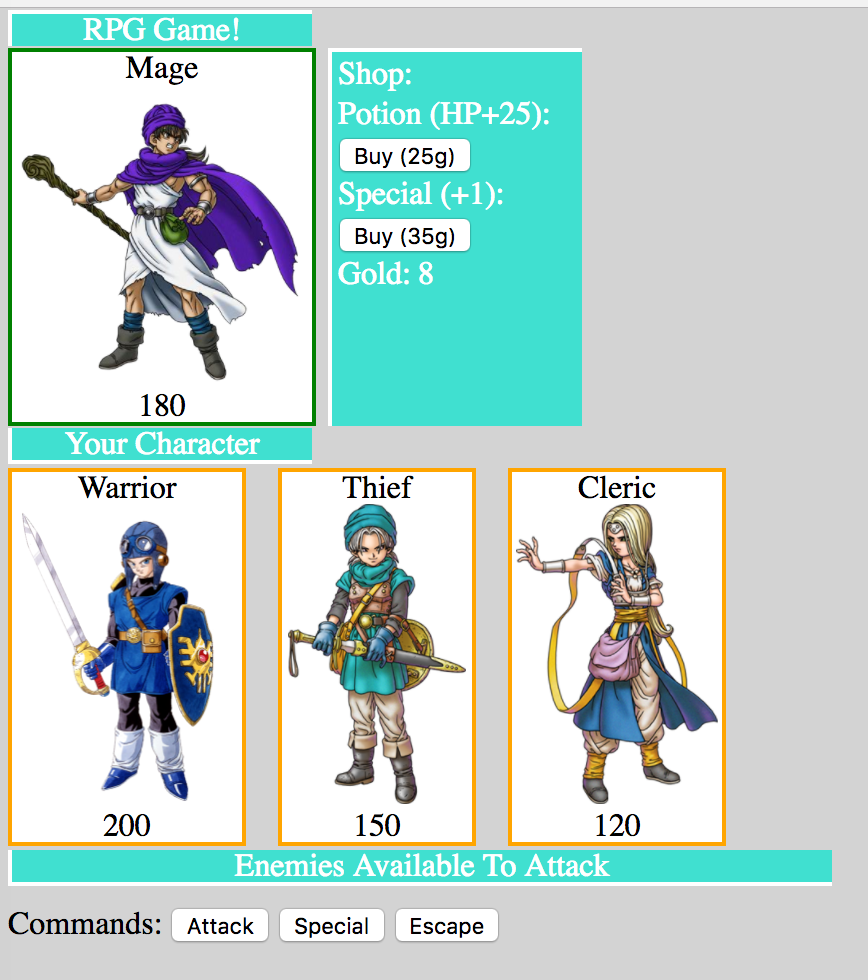 RPG Game!
Mage
180
Shop:
Potion (HP+25):
Buy (25g)
Special (+1):
Buy (35g)
Gold: 8
Your Character
Warrior
200
Thief
150
Cleric
120
Enemies Available To Attack
Commands: Attack Special Escape